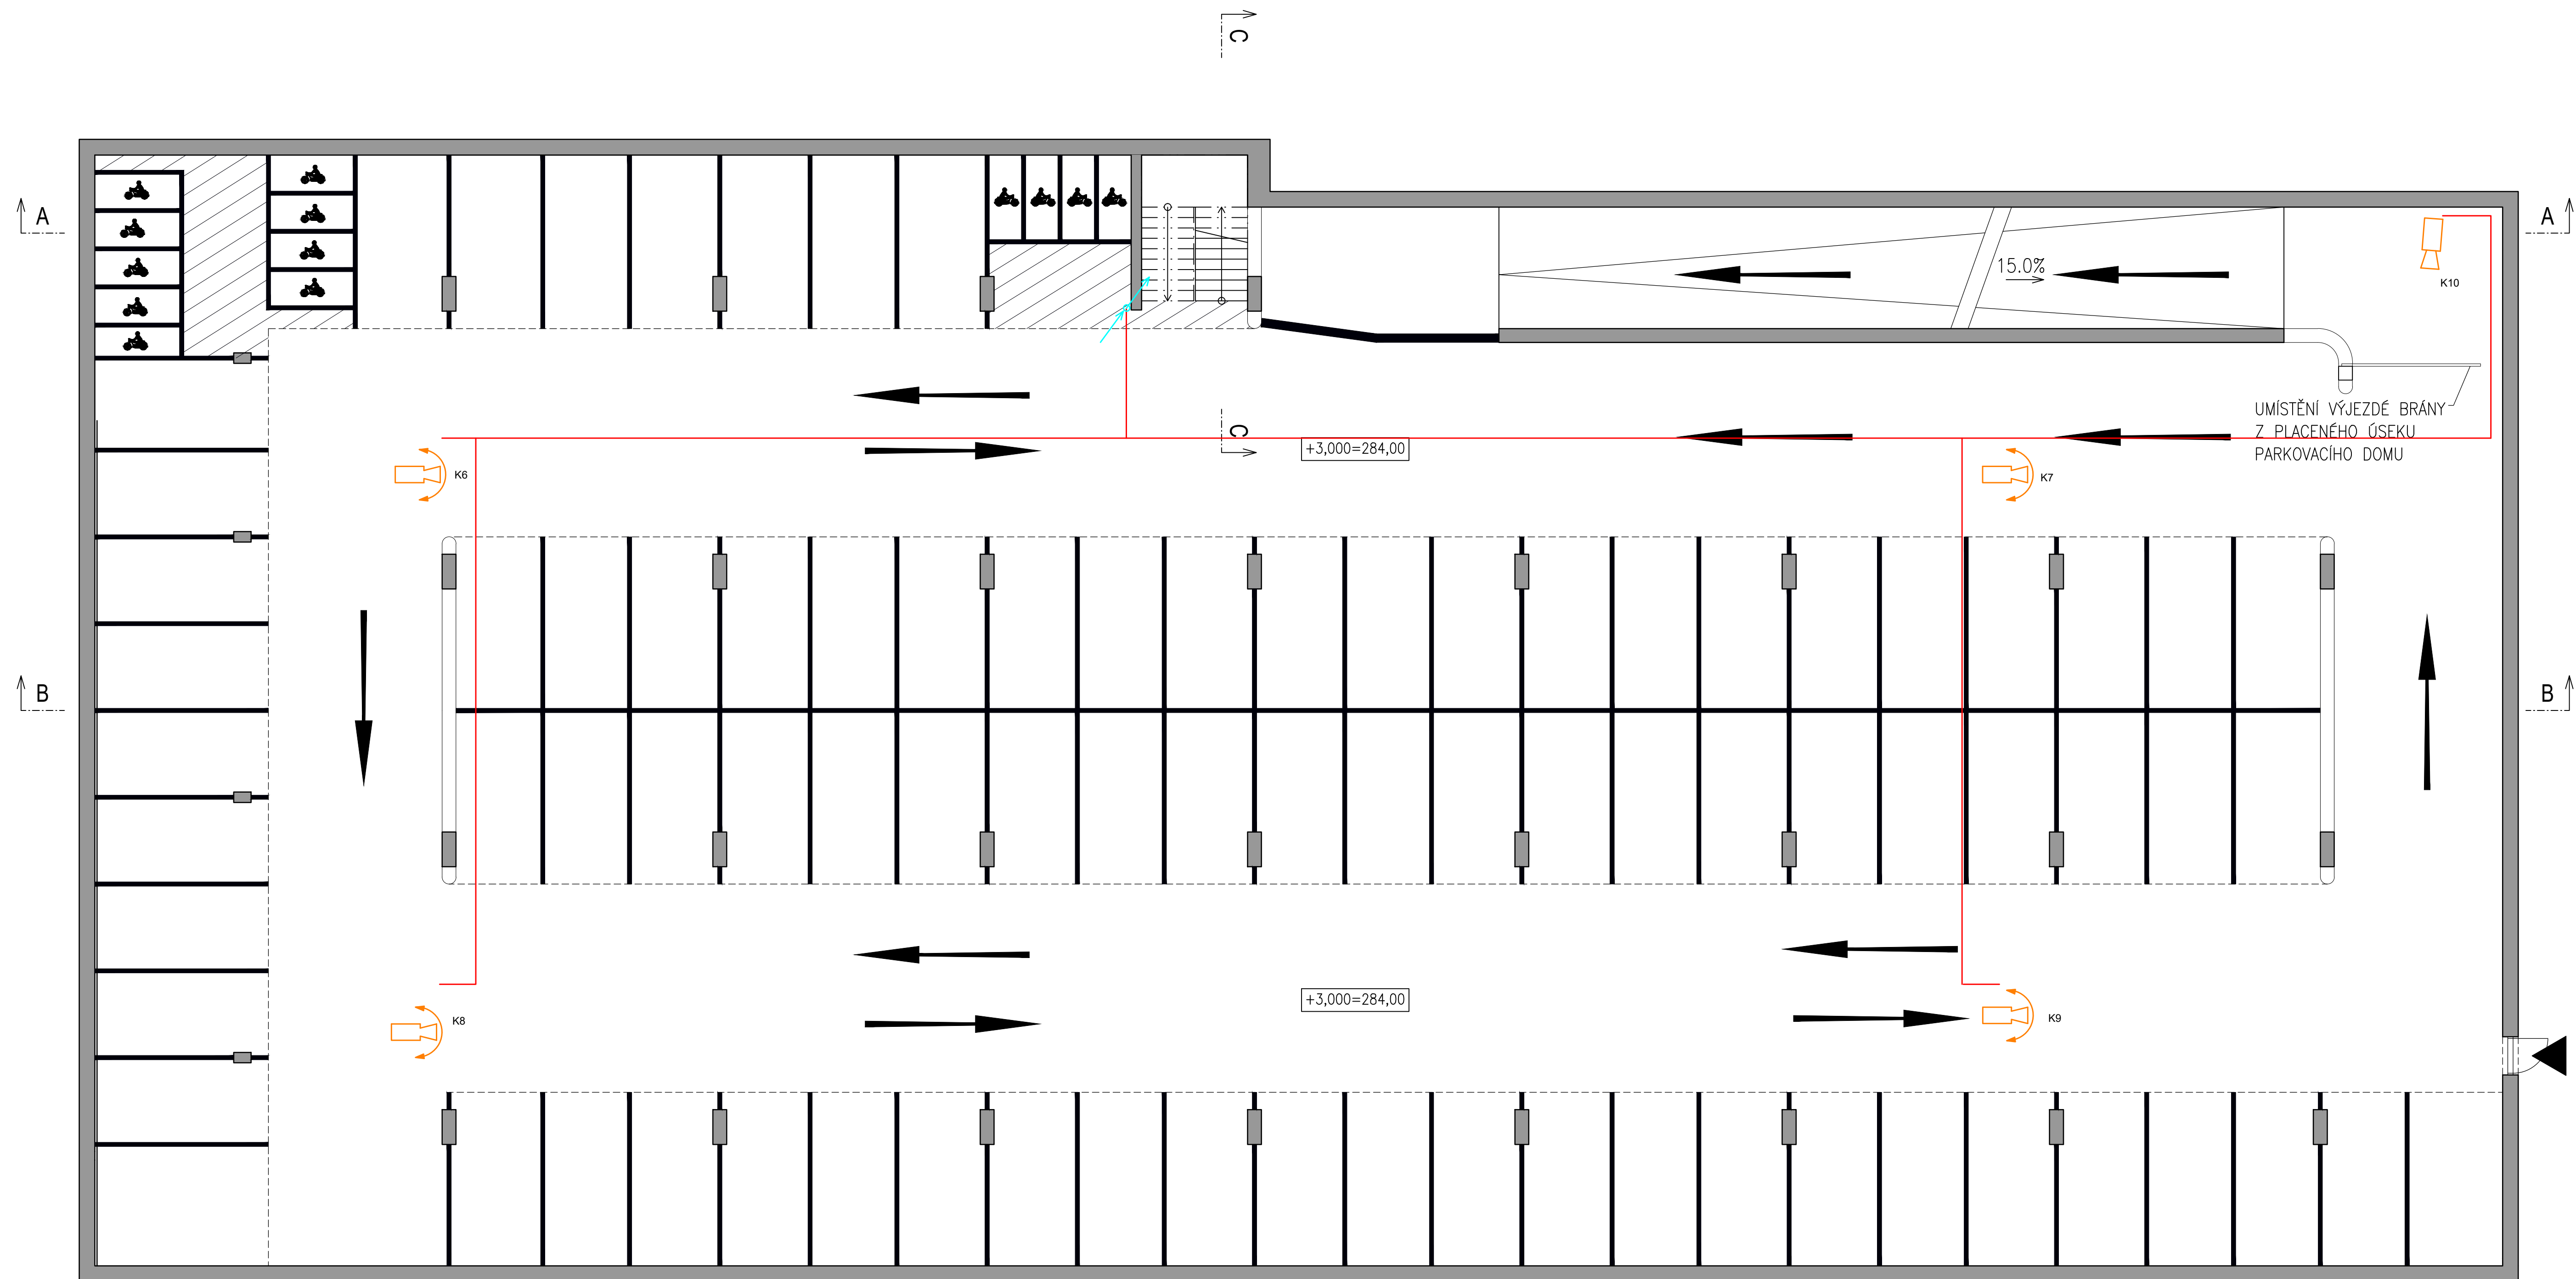 C
A
A
15.0%
K10
UMÍSTĚNÍ VÝJEZDÉ BRÁNY
Z PLACENÉHO ÚSEKU
PARKOVACÍHO DOMU
C
+3,000=284,00
K6
K7
B
B
+3,000=284,00
K8
K9